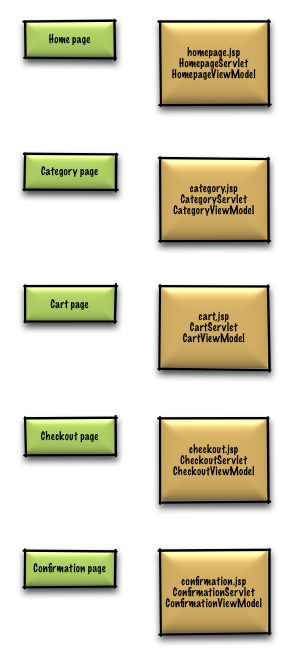 Home page
homepage.jsp
HomepageServlet
HomepageViewModel
Category page
category.jsp
CategoryServlet
CategoryViewModel
Cart page
cart.jsp
CartServlet
CartViewModel
Checkout page
checkout.jsp
CheckoutServlet
CheckoutViewModel
Confirmation page
confirmation.jsp
ConfirmationServlet
ConfirmationViewModel